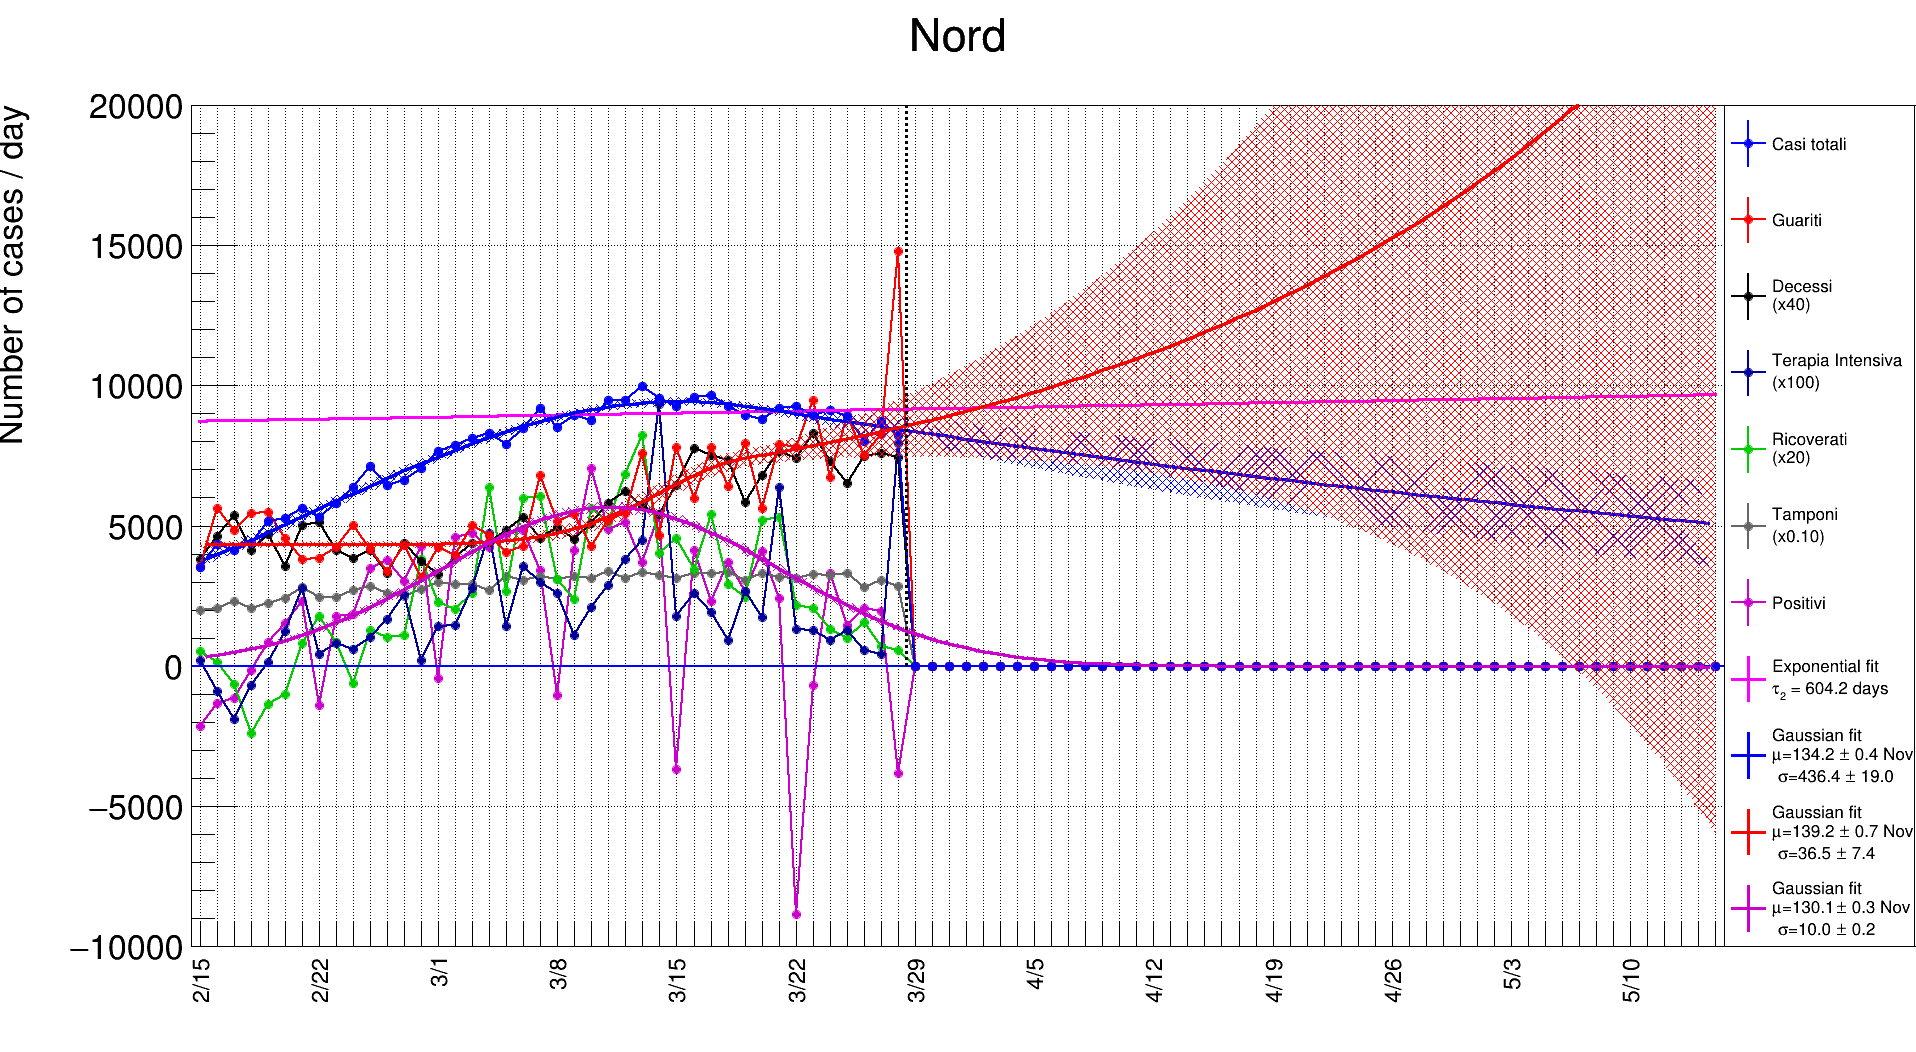 Nord
Number of cases / day
20000
15000
10000
5000
0
−5000
−10000
2/15
2/22
3/1
3/8
3/15
3/22
3/29
4/5
4/12
4/19
4/26
5/3
5/10
Casi totali
Guariti
Decessi
(x40)
Terapia Intensiva
(x100)
Ricoverati
(x20)
Tamponi
(x0.10)
Positivi
Exponential fit
τ₂ = 604.2 days
Gaussian fit
μ=134.2 ± 0.4 Nov
σ=436.4 ± 19.0
Gaussian fit
μ=139.2 ± 0.7 Nov
σ=36.5 ± 7.4
Gaussian fit
μ=130.1 ± 0.3 Nov
σ=10.0 ± 0.2